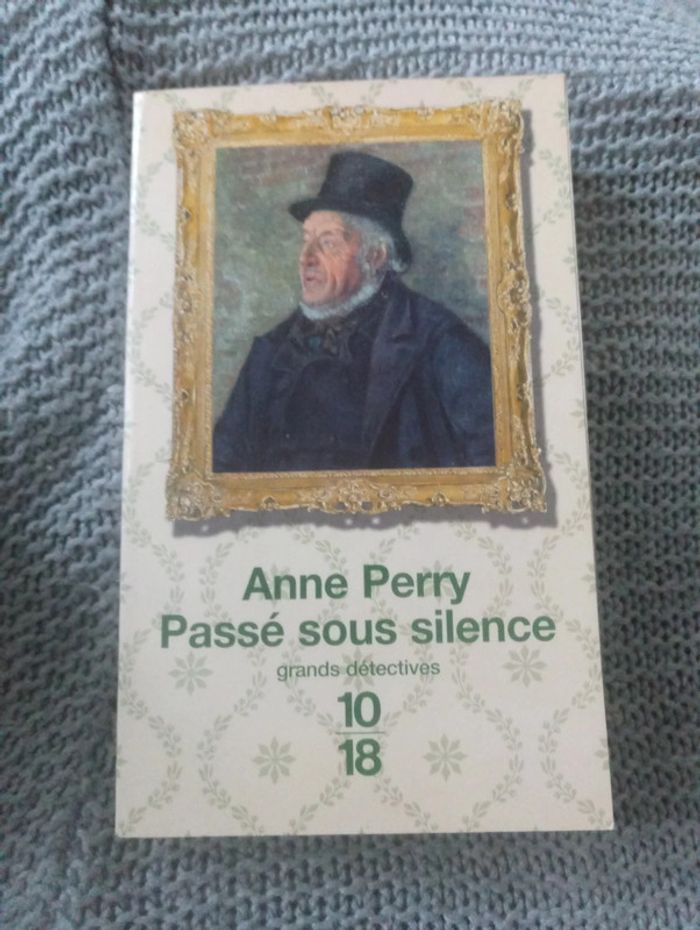 Anne Perry
Passé sous silence
grands détectives
10
18